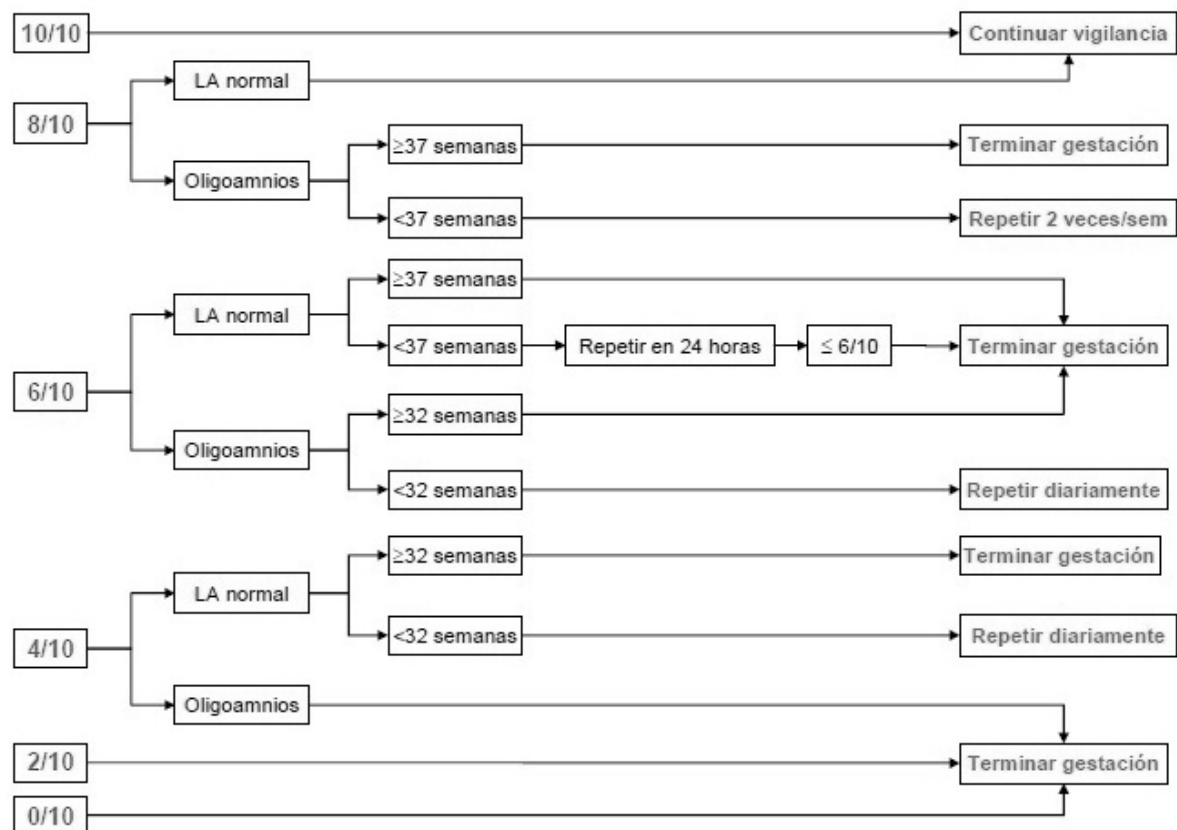 10/10
Continuar vigilancia
LA normal
8/10
≥37 semanas
Terminar gestación
Oligoamnios
<37 semanas
Repetir 2 veces/sem
≥37 semanas
LA normal
<37 semanas
Repetir en 24 horas
≤ 6/10
Terminar gestación
6/10
≥32 semanas
Oligoamnios
<32 semanas
Repetir diariamente
≥32 semanas
Terminar gestación
LA normal
<32 semanas
Repetir diariamente
4/10
Oligoamnios
2/10
Terminar gestación
0/10